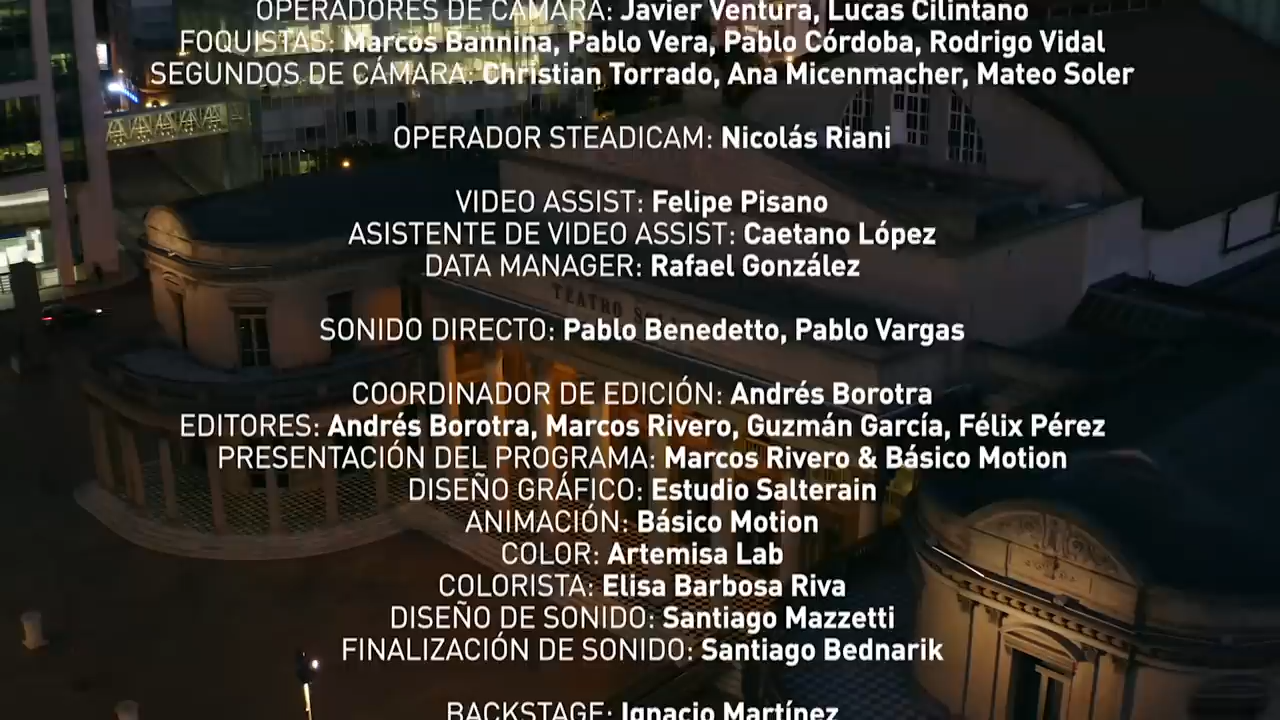 OPERADORES DE CÁMARA: Javier Ventura, Lucas Cilintano
FOQUISTAS: Marcos Bannina, Pablo Vera, Pablo Córdoba, Rodrigo Vidal
SEGUNDOS DE CÁMARA: Christian Torrado, Ana Micenmacher, Mateo Soler
OPERADOR STEADICAM: Nicolás Riani
VIDEO ASSIST: Felipe Pisano
ASISTENTE DE VIDEO ASSIST: Caetano López
DATA MANAGER: Rafael González
TEATRO
SONIDO DIRECTO: Pablo Benedetto, Pablo Vargas
COORDINADOR DE EDICIÓN: Andrés Borotra
EDITORES: Andrés Borotra, Marcos Rivero, Guzmán García, Félix Pérez
PRESENTACIÓN DEL PROGRAMA: Marcos Rivero & Básico Motion
DISEÑO GRÁFICO: Estudio Salterain
ANIMACIÓN: Básico Motion
COLOR: Artemisa Lab
COLORISTA: Elisa Barbosa Riva
DISEÑO DE SONIDO: Santiago Mazzetti
FINALIZACIÓN DE SONIDO: Santiago Bednarik
BACKSTAGE: Ignacio Martínez